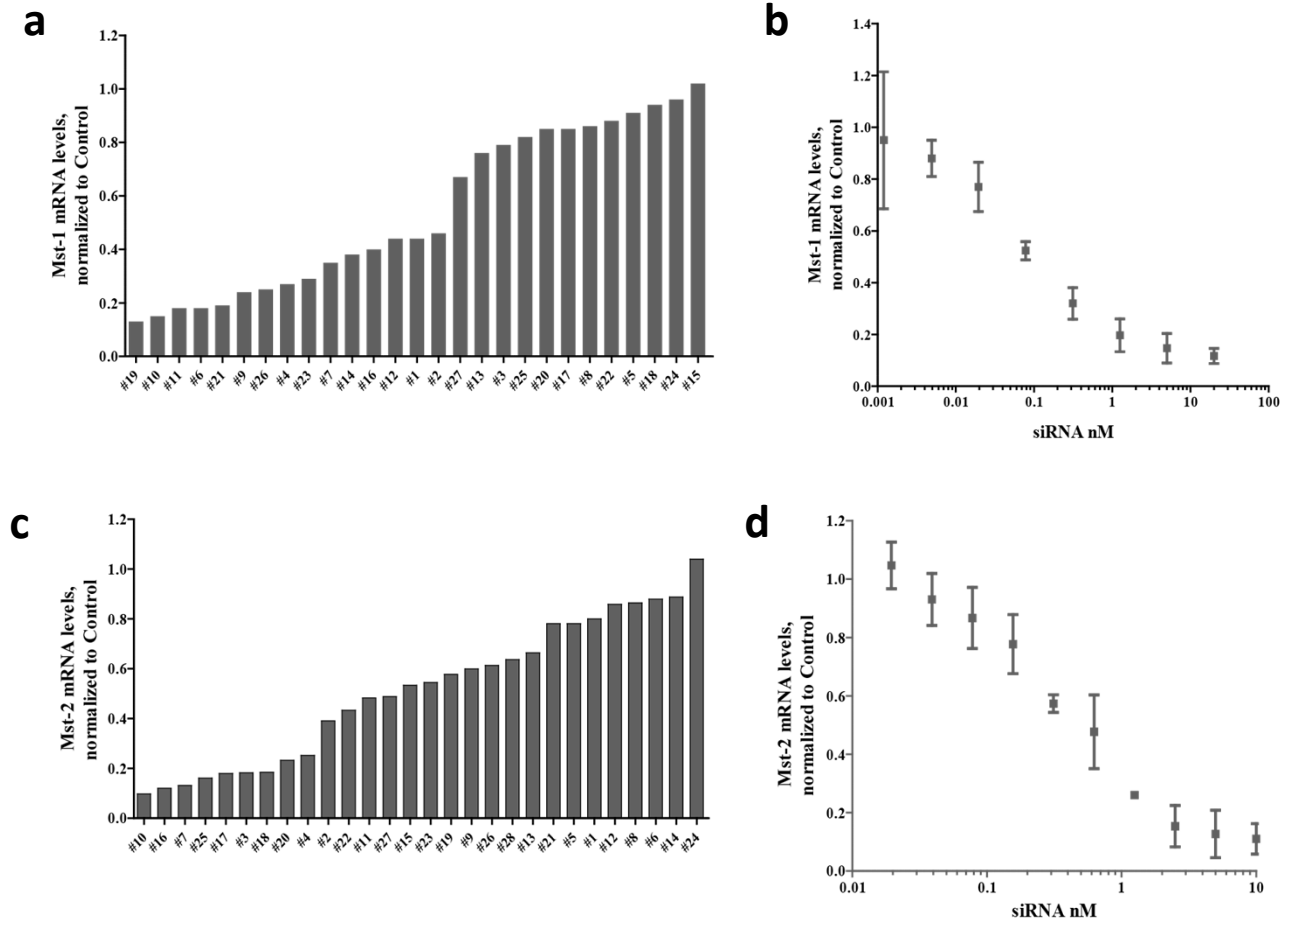 a
Mst-1 mRNA levels,
normalized to Control
1.2
1.0
0.8
0.6
0.4
0.2
0.0
#19 #10 #11 #6 #21 #9 #26 #4 #23 #7 #14 #16 #12 #1 #2 #27 #13 #3 #25 #20 #17 #8 #22 #5 #18 #24 #15
b
Mst-1 mRNA levels,
normalized to Control
1.4
1.2
1.0
0.8
0.6
0.4
0.2
0.0
0.001 0.01 0.1 1 10 100
siRNA nM
c
Mst-2 mRNA levels,
normalized to Control
1.2
1.0
0.8
0.6
0.4
0.2
0.0
#10 #16 #7 #25 #17 #3 #18 #20 #4 #2 #22 #11 #27 #15 #23 #19 #9 #26 #28 #13 #21 #5 #1 #12 #8 #6 #14 #24
d
Mst-2 mRNA levels,
normalized to Control
1.2
1.0
0.8
0.6
0.4
0.2
0.0
0.01 0.1 1 10
siRNA nM